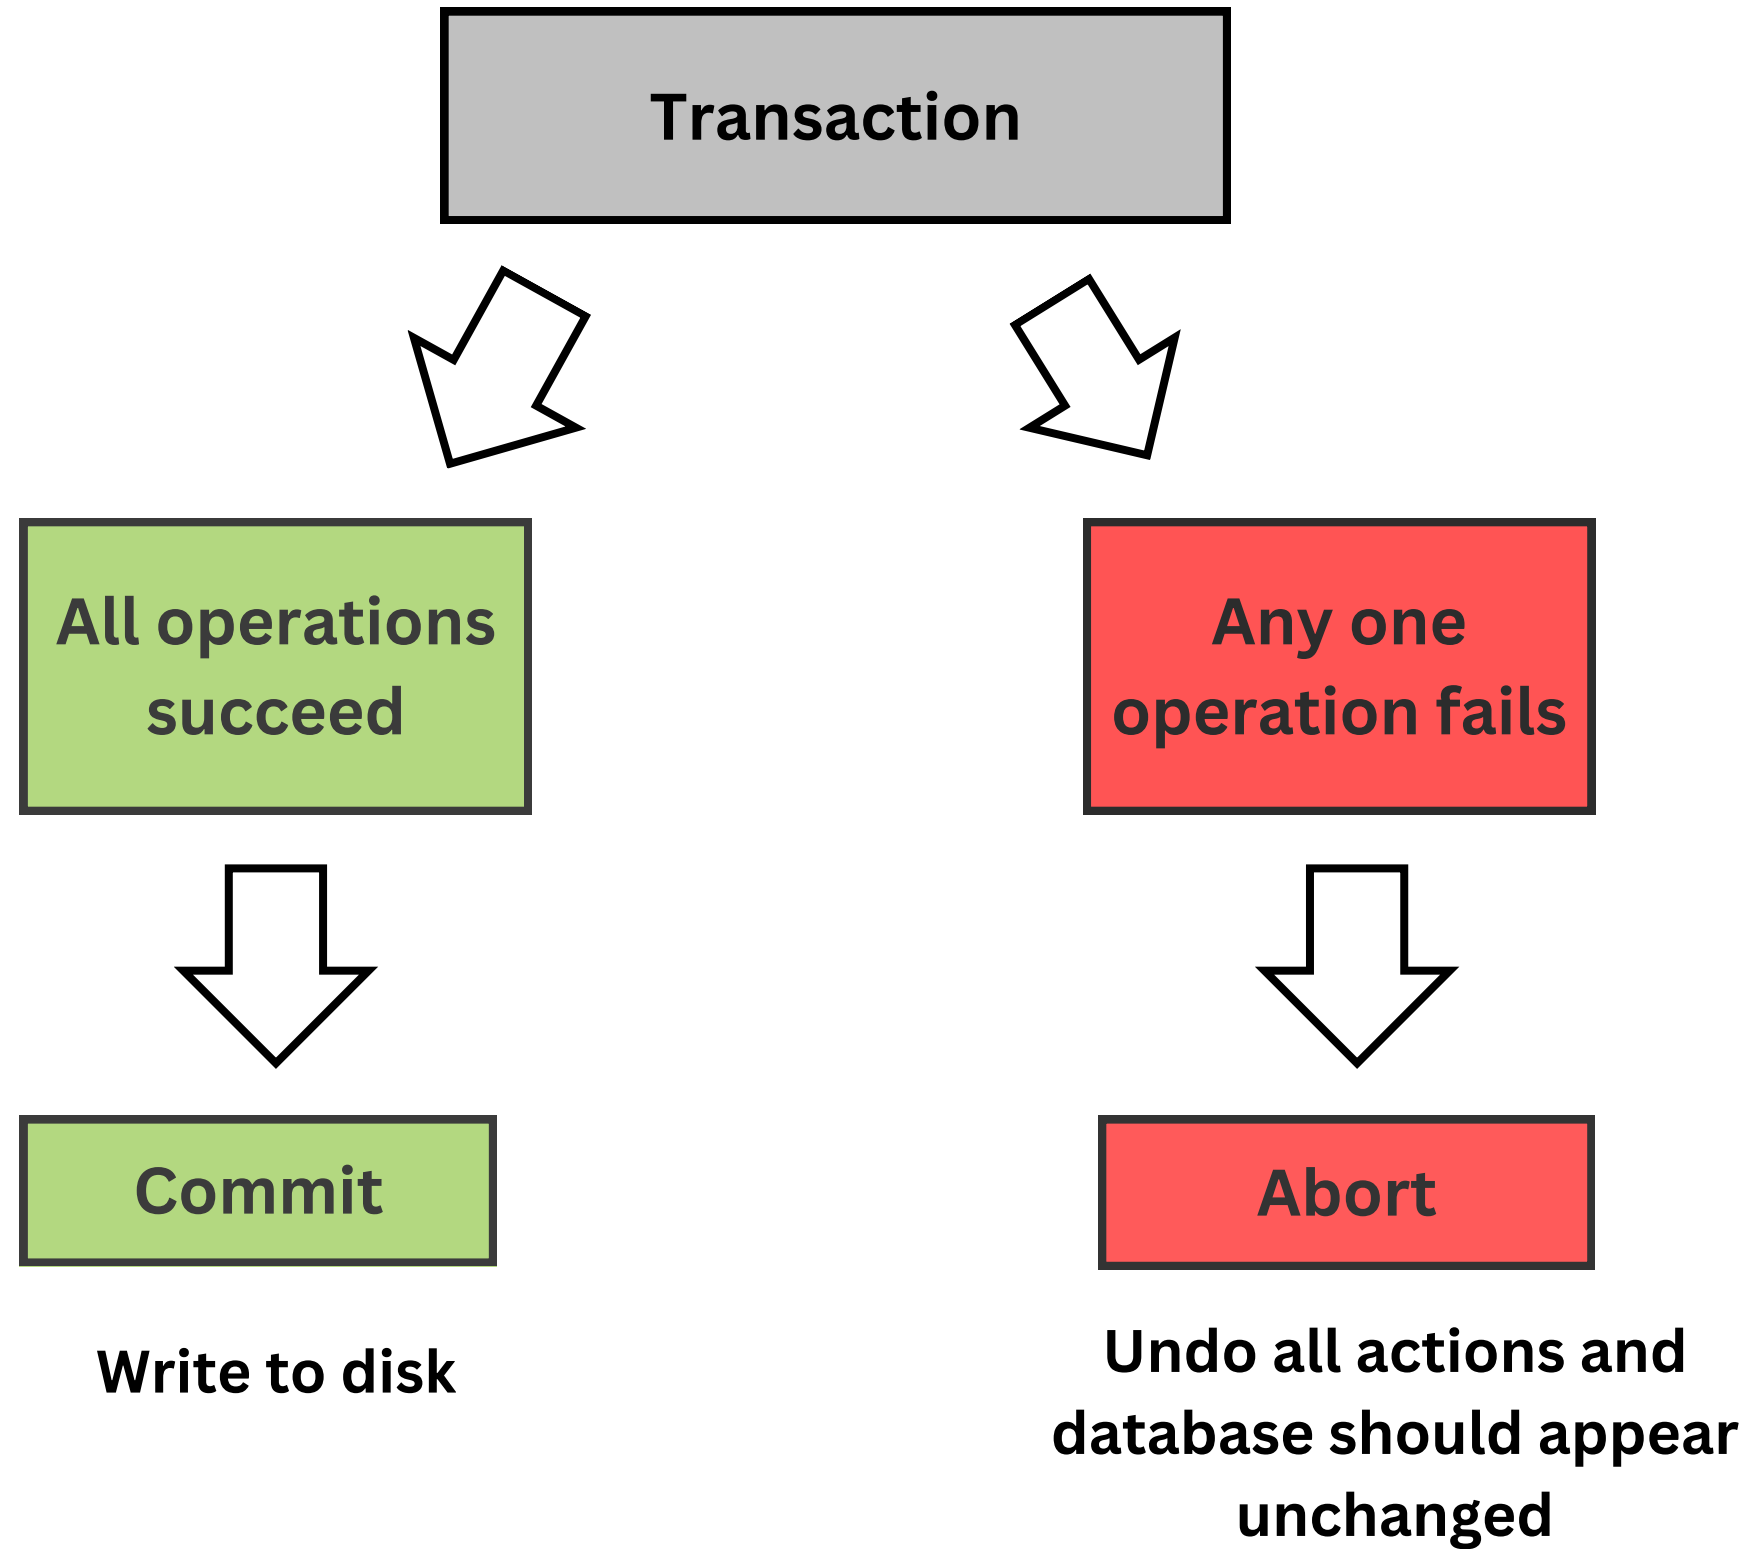 Transaction
All operations
succeed
Any one
operation fails
Commit
Abort
Write to disk
Undo all actions and
database should appear
unchanged